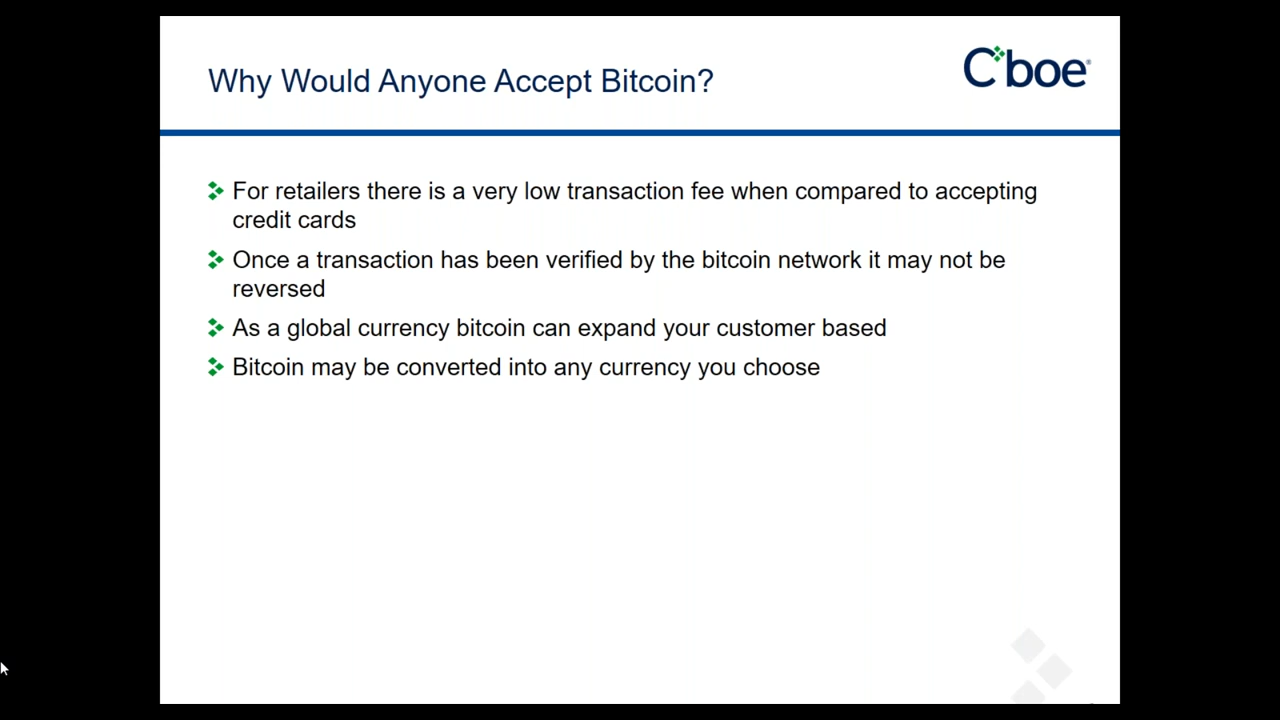 Why Would Anyone Accept Bitcoin?
Cboe®
For retailers there is a very low transaction fee when compared to accepting
credit cards
Once a transaction has been verified by the bitcoin network it may not be
reversed
As a global currency bitcoin can expand your customer based
Bitcoin may be converted into any currency you choose